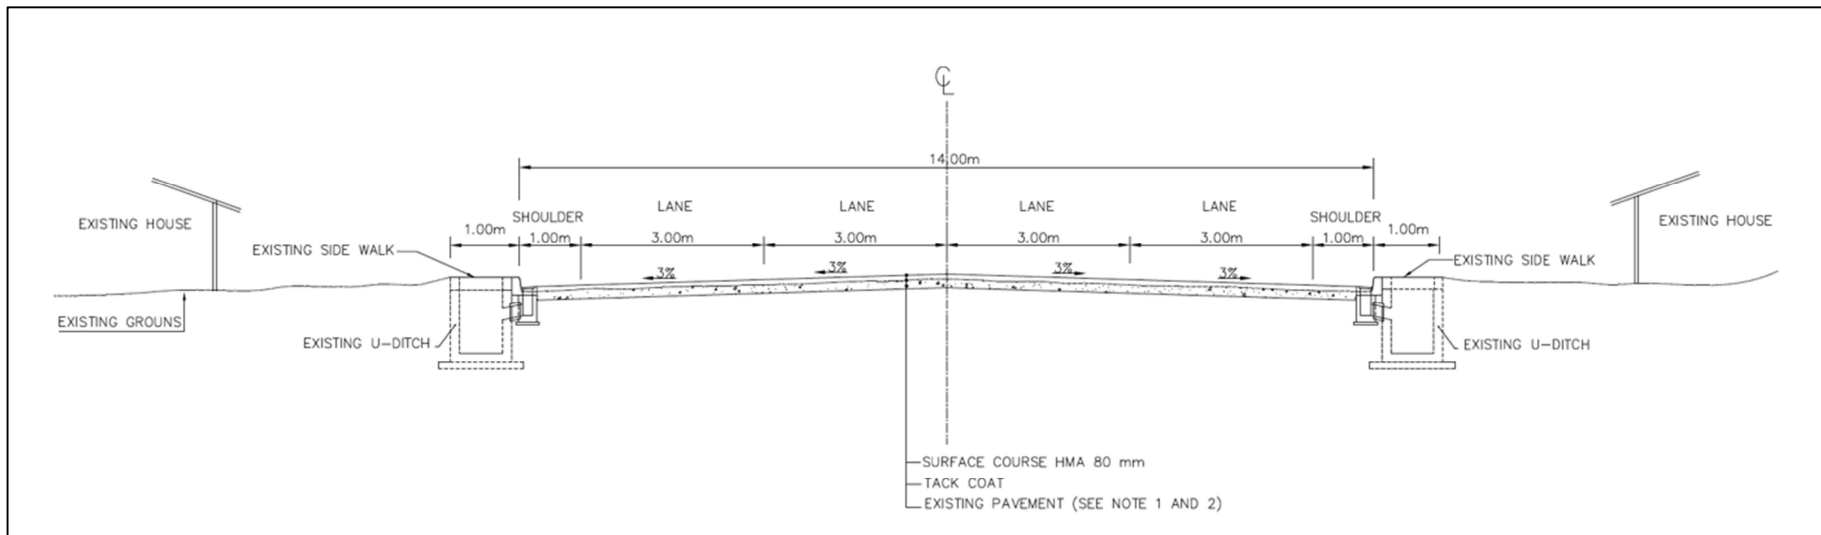 CL
14.00m
LANE
LANE
LANE
LANE
SHOULDER
SHOULDER
EXISTING HOUSE
EXISTING HOUSE
1.00m
1.00m
3.00m
3.00m
3.00m
3.00m
1.00m
1.00m
EXISTING SIDE WALK
EXISTING SIDE WALK
3%
3%
3%
3%
EXISTING GROUNS
EXISTING U-DITCH
EXISTING U-DITCH
SURFACE COURSE HMA 80 mm
TACK COAT
EXISTING PAVEMENT (SEE NOTE 1 AND 2)